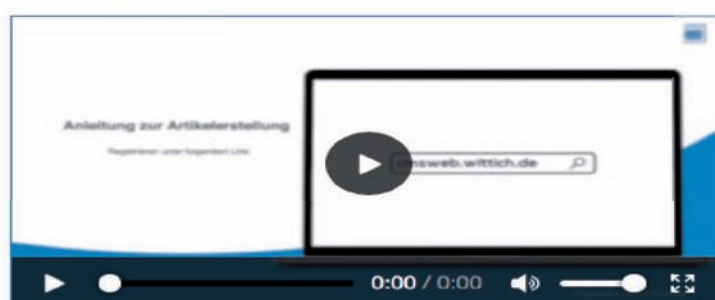 Anleitung zur Artikelerstellung
Registrieren unter folgendem Link:
cmsweb.wittich.de
0:00 / 0:00